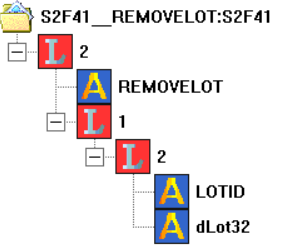 S2F41__REMOVELOT:S2F41
L 2
A REMOVELOT
L 1
L 2
A LOTID
A dLot32